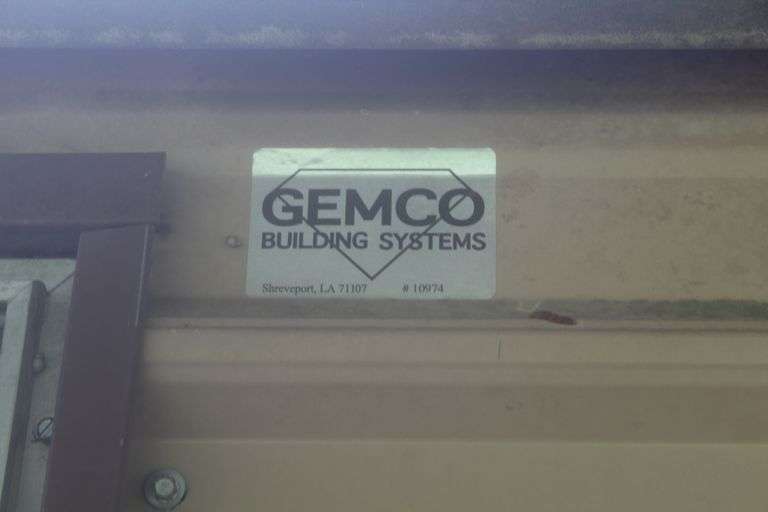 GEMCO
BUILDING SYSTEMS
Shreveport, LA 71107 # 10974